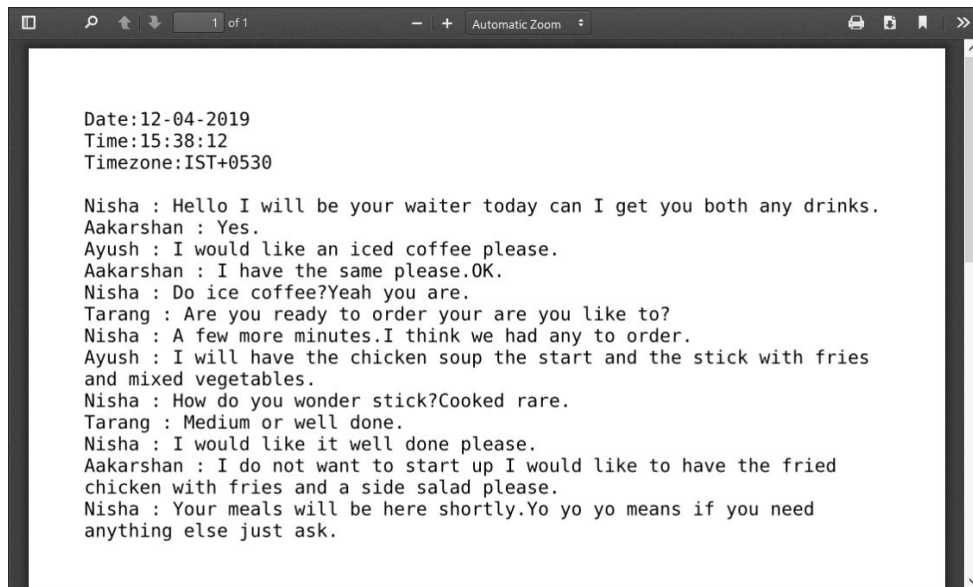 1 of 1
Automatic Zoom
Date:12-04-2019
Time:15:38:12
Timezone:IST+0530
Nisha : Hello I will be your waiter today can I get you both any drinks.
Aakarshan : Yes.
Ayush : I would like an iced coffee please.
Aakarshan : I have the same please.OK.
Nisha : Do ice coffee?Yeah you are.
Tarang : Are you ready to order your are you like to?
Nisha : A few more minutes.I think we had any to order.
Ayush : I will have the chicken soup the start and the stick with fries
and mixed vegetables.
Nisha : How do you wonder stick?Cooked rare.
Tarang : Medium or well done.
Nisha : I would like it well done please.
Aakarshan : I do not want to start up I would like to have the fried
chicken with fries and a side salad please.
Nisha : Your meals will be here shortly.Yo yo yo means if you need
anything else just ask.